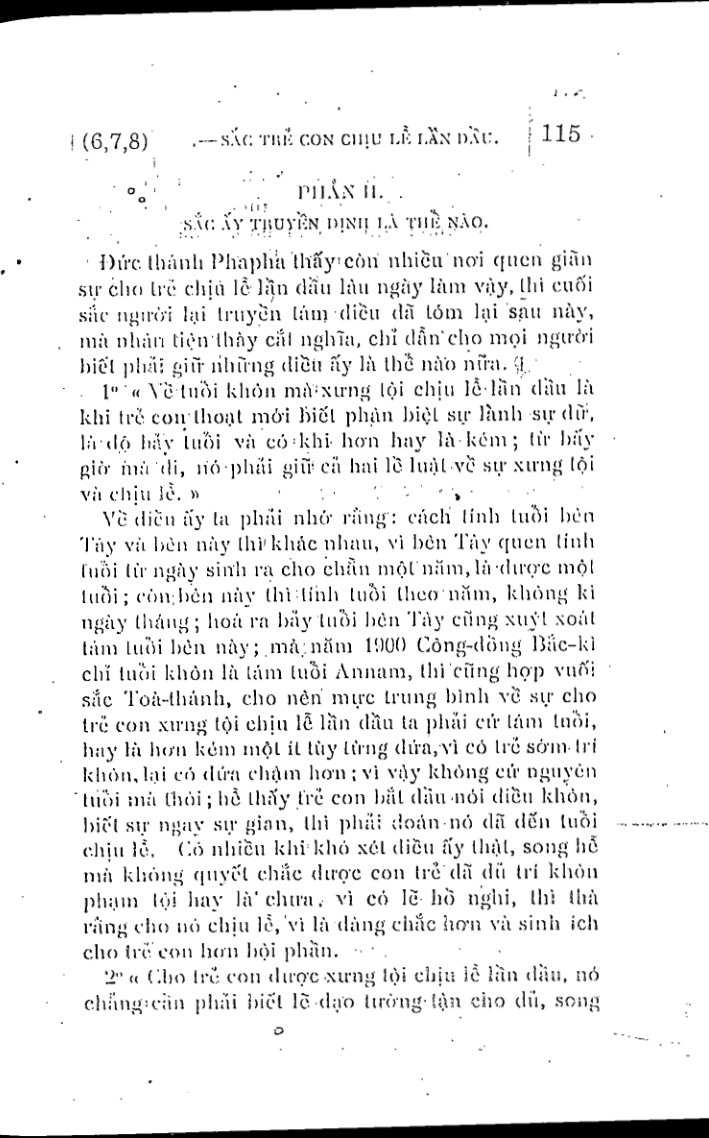 (6,7,8) .— SẮC TRẺ CON CHỊU LỄ LẦN ĐẦU. 115
PHẦN II.
SẮC ẤY TRUYỀN ĐỊNH LÀ THỂ NÀO.
Đức thánh Phapha thấy còn nhiều nơi quen giãn
sự cho trẻ chịu lễ lần đầu lâu ngày làm vậy, thì cuối
sắc người lại truyền tám điều đã tóm lại sau này,
mà nhân tiện thầy cắt nghĩa, chỉ dẫn cho mọi người
biết phải giữ những điều ấy là thể nào nữa.
1º « Về tuổi khôn mà xưng tội chịu lễ lần đầu là
khi trẻ con thoạt mới biết phân biệt sự lành sự dữ,
là độ bảy tuổi và có khi hơn hay là kém ; từ bấy
giờ mà đi, nó phải giữ cả hai lề luật về sự xưng tội
và chịu lễ. »
Về điều ấy ta phải nhớ rằng : cách tính tuổi bên
Tây và bên này thì khác nhau, vì bên Tây quen tính
tuổi từ ngày sinh ra cho chẵn một năm, là được một
tuổi ; còn bên này thì tính tuổi theo năm, không kì
ngày tháng ; hoá ra bảy tuổi bên Tây cũng xuýt xoát
tám tuổi bên này ; mà năm 1900 Công-đồng Bắc-kì
chỉ tuổi khôn là tám tuổi Annam, thì cũng hợp vuối
sắc Toà-thánh, cho nên mực trung bình về sự cho
trẻ con xưng tội chịu lễ lần đầu ta phải cứ tám tuổi,
hay là hơn kém một ít tùy từng đứa, vì có trẻ sớm trí
khôn, lại có đứa chậm hơn ; vì vậy không cứ nguyên
tuổi mà thôi ; hễ thấy trẻ con bắt đầu nói điều khôn,
biết sự ngay sự gian, thì phải đoán nó đã đến tuổi
chịu lễ. Có nhiều khi khó xét điều ấy thật, song hễ
mà không quyết chắc được con trẻ đã đủ trí khôn
phạm tội hay là chưa, vì có lẽ hồ nghi, thì thà
rằng cho nó chịu lễ, vì là đàng chắc hơn và sinh ích
cho trẻ con hơn bội phần.
2º « Cho trẻ con được xưng tội chịu lễ lần đầu, nó
chẳng cần phải biết lẽ đạo tường tận cho đủ, song